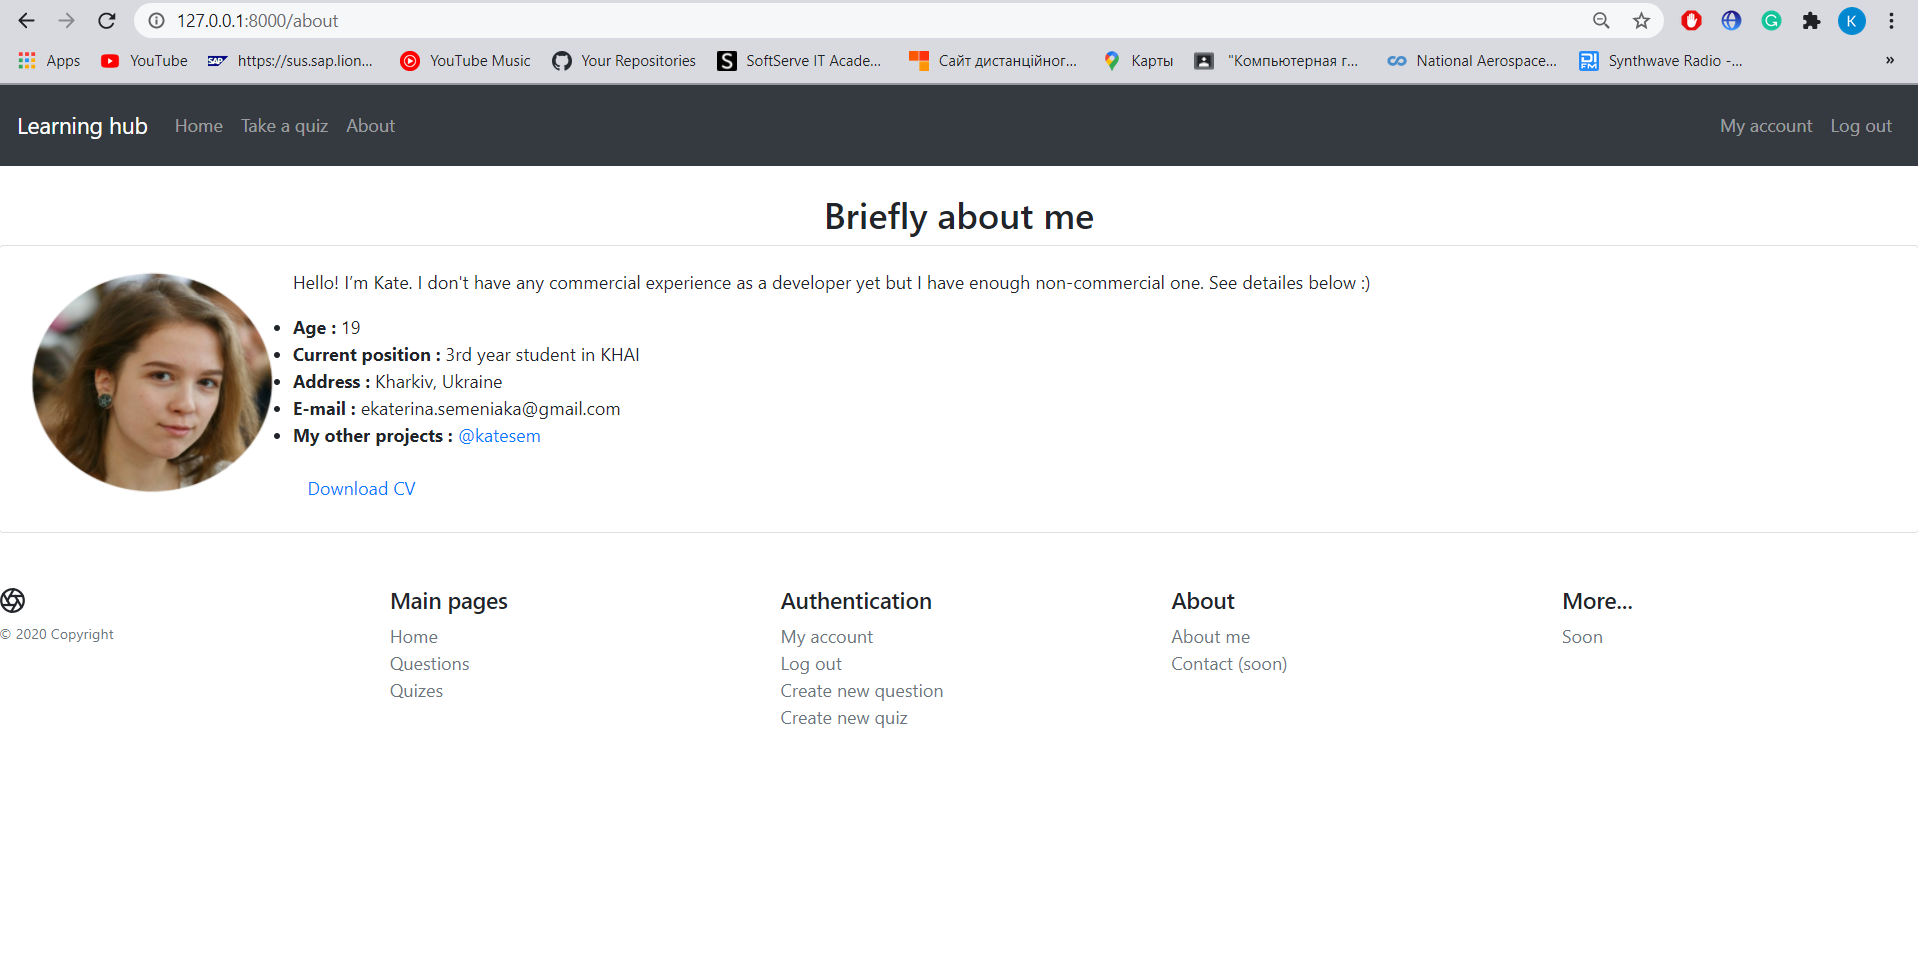 127.0.0.1:8000/about
K
Apps YouTube SAP https://sus.sap.lion... YouTube Music Your Repositories S SoftServe IT Acade... Сайт дистанційног... Карты "Компьютерная г... National Aerospace... DI FM Synthwave Radio -... »
Learning hub Home Take a quiz About My account Log out
Briefly about me
Hello! I’m Kate. I don't have any commercial experience as a developer yet but I have enough non-commercial one. See detailes below :)
• Age : 19
• Current position : 3rd year student in KHAI
• Address : Kharkiv, Ukraine
• E-mail : ekaterina.semeniaka@gmail.com
• My other projects : @katesem
Download CV
© 2020 Copyright
Main pages
Home
Questions
Quizes
Authentication
My account
Log out
Create new question
Create new quiz
About
About me
Contact (soon)
More...
Soon